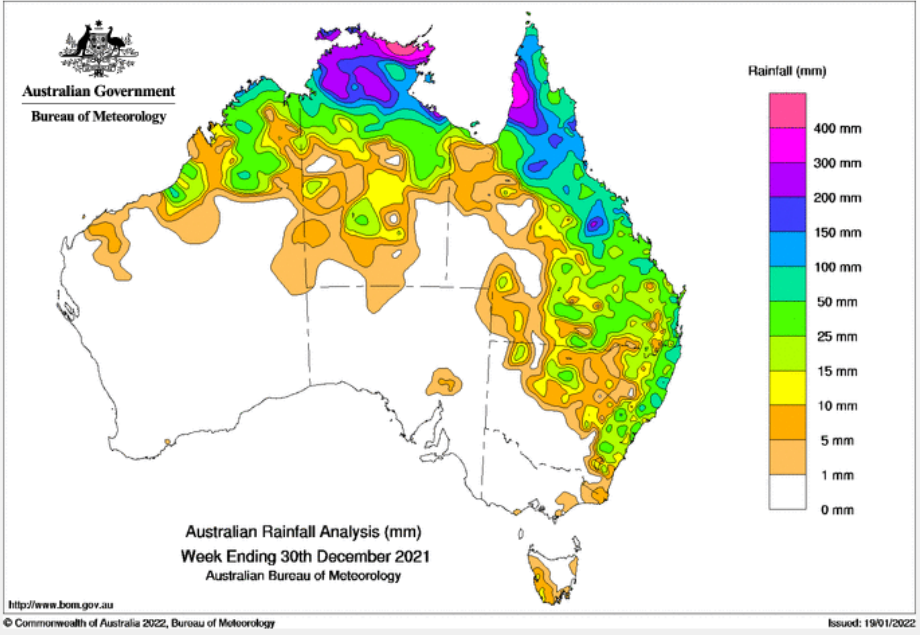 Australian Government
Bureau of Meteorology
Rainfall (mm)
400 mm
300 mm
200 mm
150 mm
100 mm
50 mm
25 mm
15 mm
10 mm
5 mm
1 mm
0 mm
Australian Rainfall Analysis (mm)
Week Ending 30th December 2021
Australian Bureau of Meteorology
http://www.bom.gov.au
© Commonwealth of Australia 2022, Bureau of Meteorology
Issued: 19/01/2022